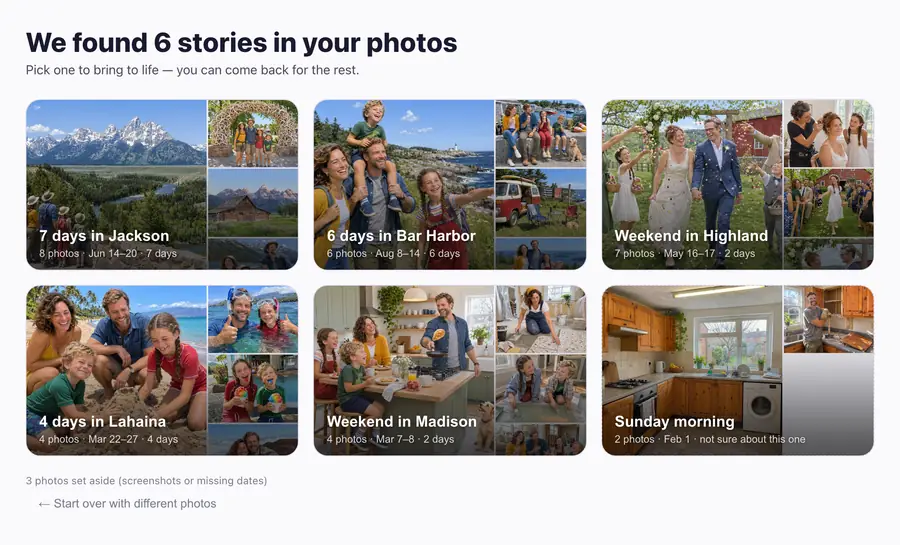 We found 6 stories in your photos
Pick one to bring to life — you can come back for the rest.
7 days in Jackson
8 photos · Jun 14–20 · 7 days
6 days in Bar Harbor
6 photos · Aug 8–14 · 6 days
Weekend in Highland
7 photos · May 16–17 · 2 days
4 days in Lahaina
4 photos · Mar 22–27 · 4 days
Weekend in Madison
4 photos · Mar 7–8 · 2 days
Sunday morning
2 photos · Feb 1 · not sure about this one
3 photos set aside (screenshots or missing dates)
← Start over with different photos